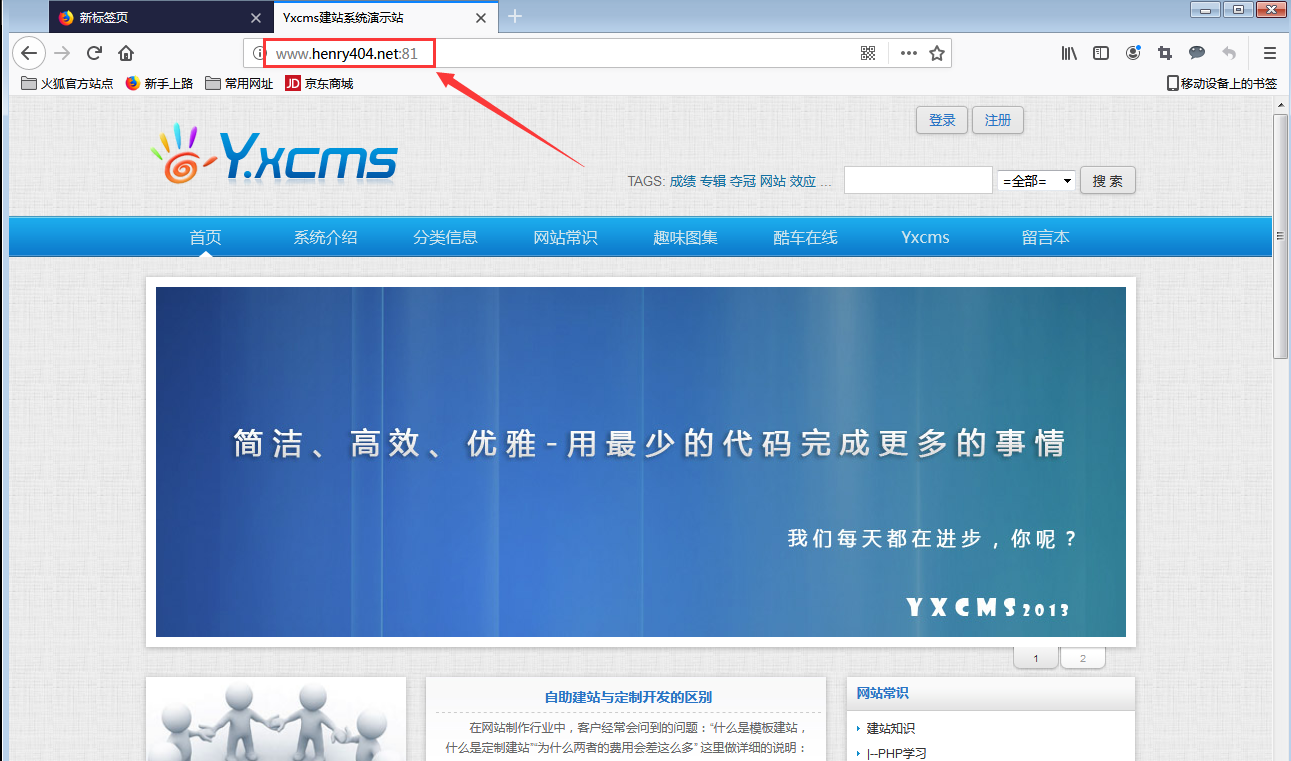 新标签页
Yxcms建站系统演示站
www.henry404.net:81
火狐官方站点 新手上路 常用网址 JD 京东商城 移动设备上的书签
登录 注册
Y.xcms
TAGS: 成绩 专辑 夺冠 网站 效应 ... =全部= 搜 索
首页 系统介绍 分类信息 网站常识 趣味图集 酷车在线 Yxcms 留言本
简洁、高效、优雅-用最少的代码完成更多的事情
我们每天都在进步，你呢？
YXCMS2013
1 2
自助建站与定制开发的区别
在网站制作行业中，客户经常会问到的问题：“什么是模板建站，
什么是定制建站”“为什么两者的费用会差这么多” 这里做详细的说明：
网站常识
建站知识
|--PHP学习